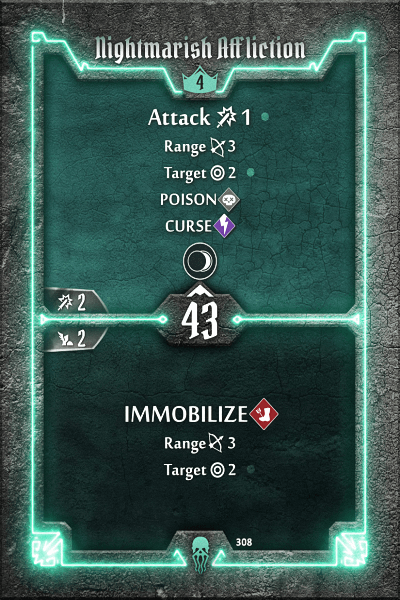 Nightmarish Affliction
4
Attack 1
Range 3
Target 2
POISON
CURSE
2
43
2
IMMOBILIZE
Range 3
Target 2
308